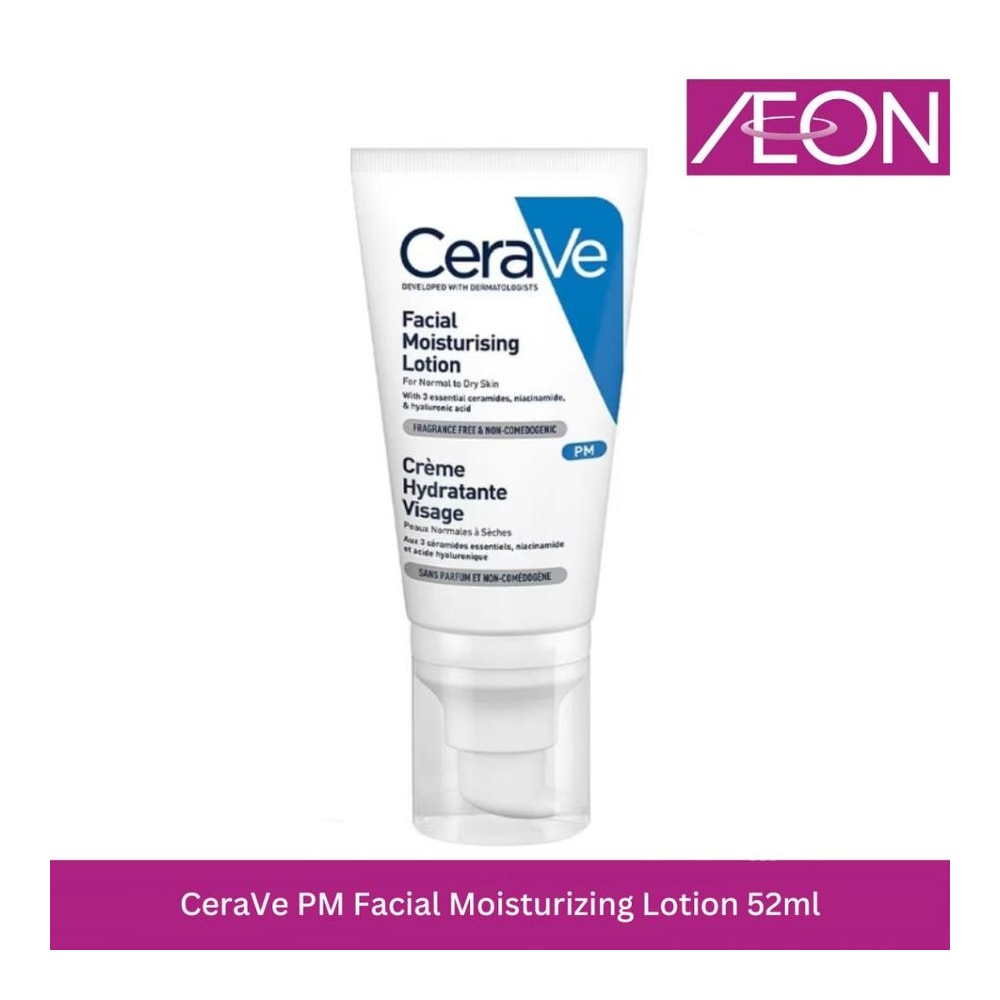 ÆON
CeraVe
DEVELOPED WITH DERMATOLOGISTS
Facial
Moisturising
Lotion
For Normal to Dry Skin
With 3 essential ceramides, niacinamide,
& hyaluronic acid
FRAGRANCE FREE & NON-COMEDOGENIC
PM
Crème
Hydratante
Visage
Peaux Normales à Sèches
Aux 3 céramides essentiels, niacinamide
et acide hyaluronique
SANS PARFUM ET NON-COMÉDOGÈNE
CeraVe PM Facial Moisturizing Lotion 52ml